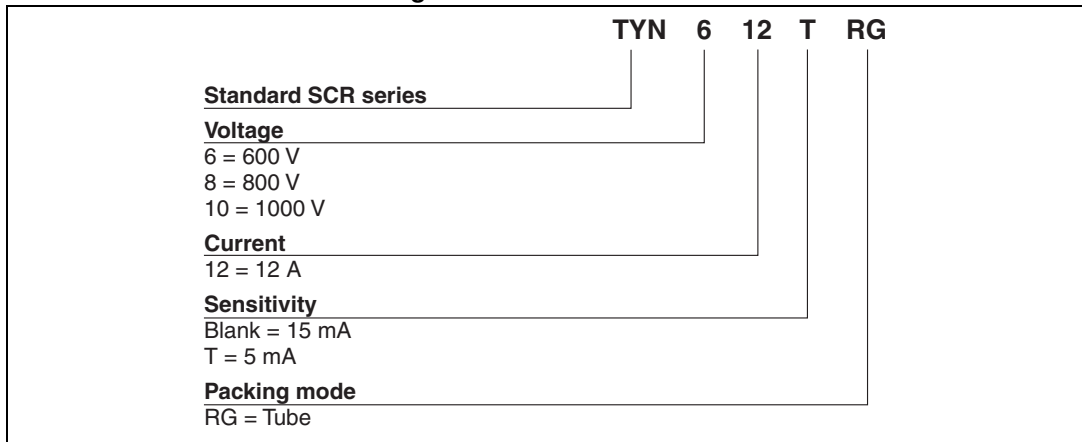 TYN 6 12 T RG
Standard SCR series
Voltage
6 = 600 V
8 = 800 V
10 = 1000 V
Current
12 = 12 A
Sensitivity
Blank = 15 mA
T = 5 mA
Packing mode
RG = Tube